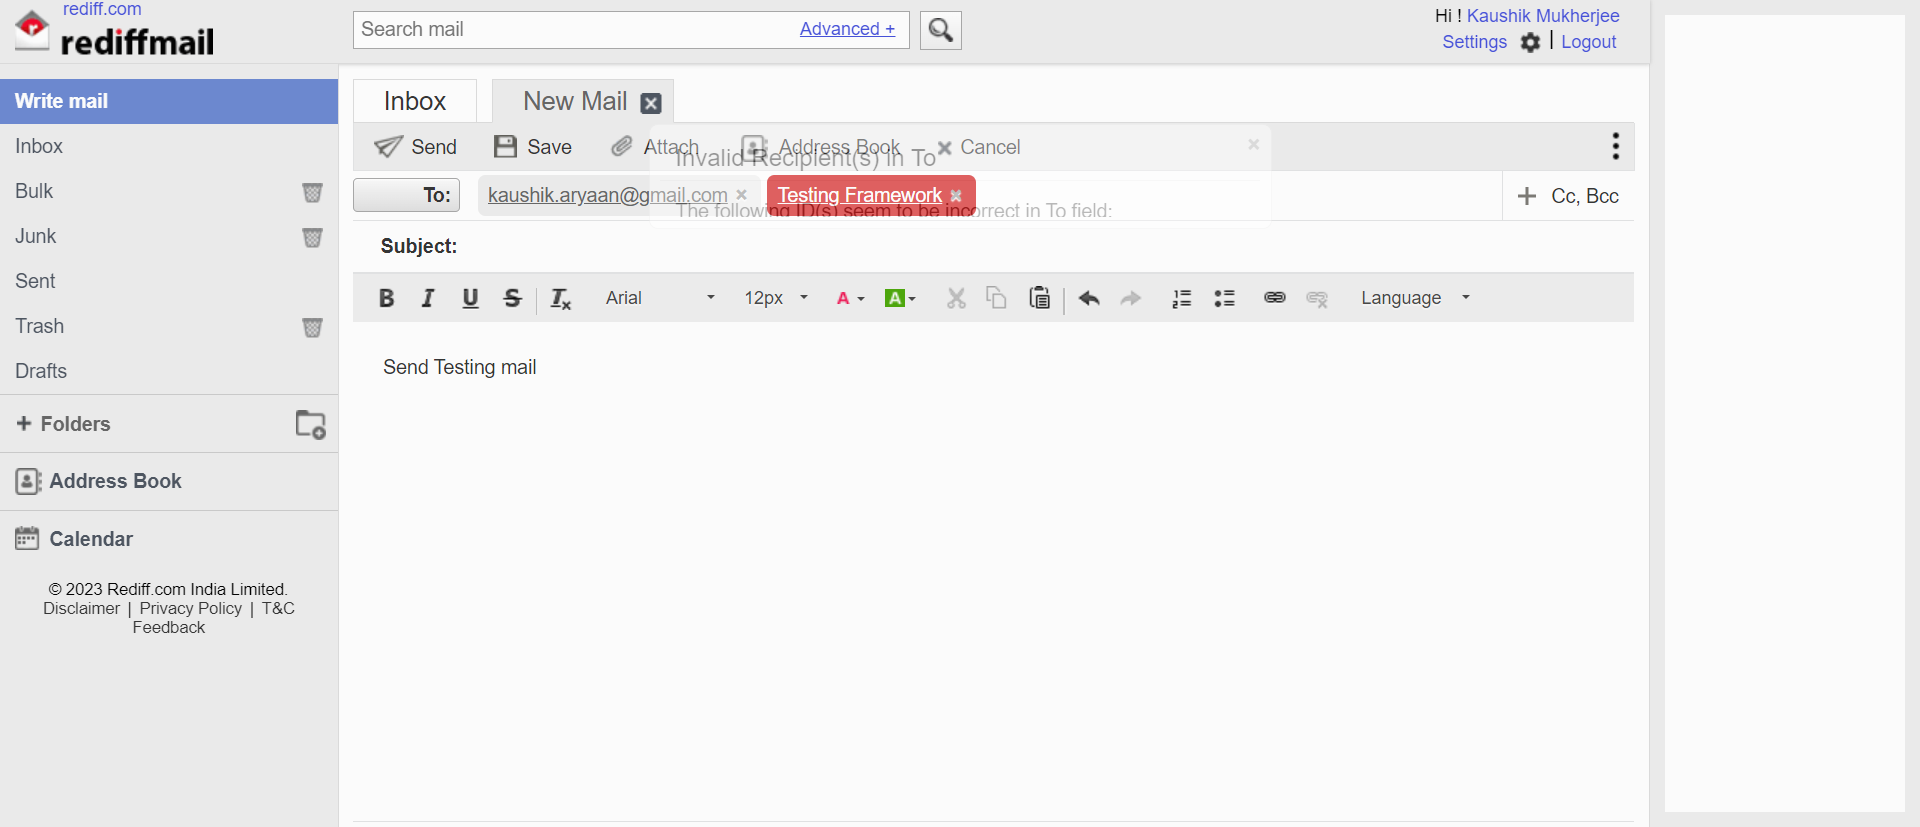 rediff.com
rediffmail
Search mail
Advanced +
Hi ! Kaushik Mukherjee
Settings | Logout
Write mail
Inbox
Bulk
Junk
Sent
Trash
Drafts
+ Folders
Address Book
Calendar
© 2023 Rediff.com India Limited.
Disclaimer | Privacy Policy | T&C
Feedback
Inbox
New Mail
Send
Save
Attach
Address Book
Cancel
Invalid Recipient(s) in To
To:
kaushik.aryaan@gmail.com
Testing Framework
Cc, Bcc
The following ID(s) seem to be incorrect in To field:
Subject:
B I U S Tx
Arial
12px
A
A
Language
Send Testing mail